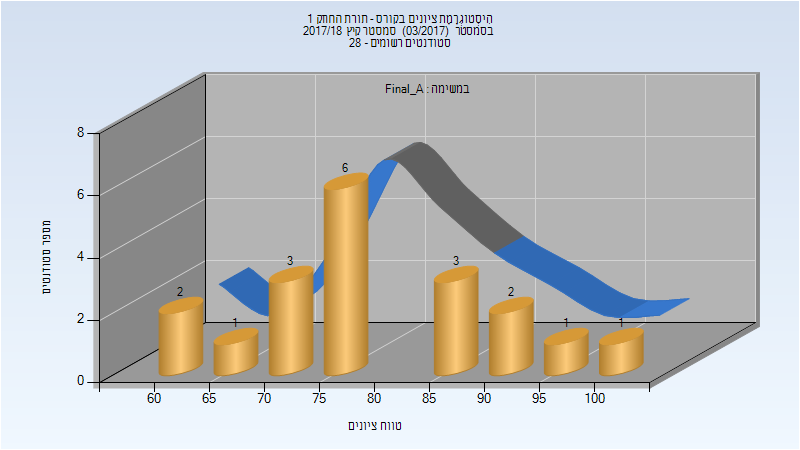 היסטוגרמת ציונים בקורס - תורת החוזק 1
בסמסטר (03/2017) סמסטר קיץ 2017/18
סטודנטים רשומים - 28
במשימה : Final_A
מספר סטודנטים
8
6
4
2
0
2
1
3
6
3
2
1
1
60 65 70 75 80 85 90 95 100
טווח ציונים